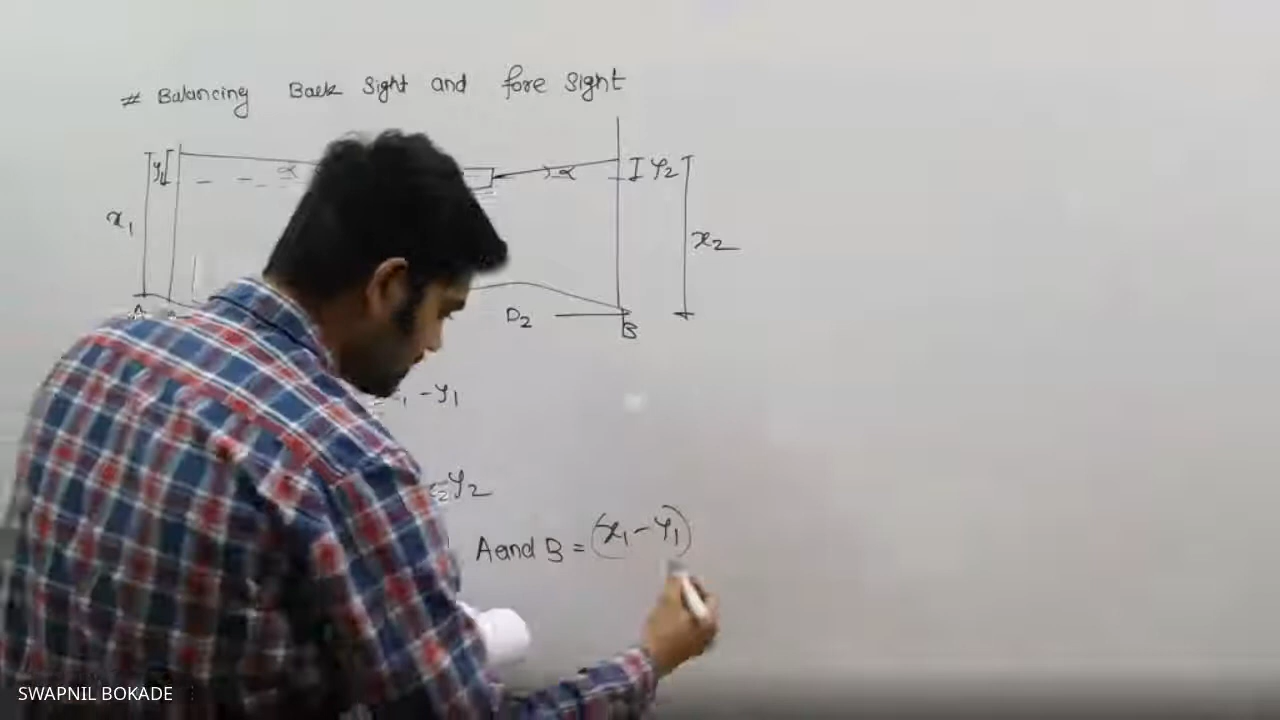 # Balancing Back Sight and fore sight
y1 α α y2
x1 x2
A D2 B
-y1
-y2
A and B = (x1 - y1)
SWAPNIL BOKADE